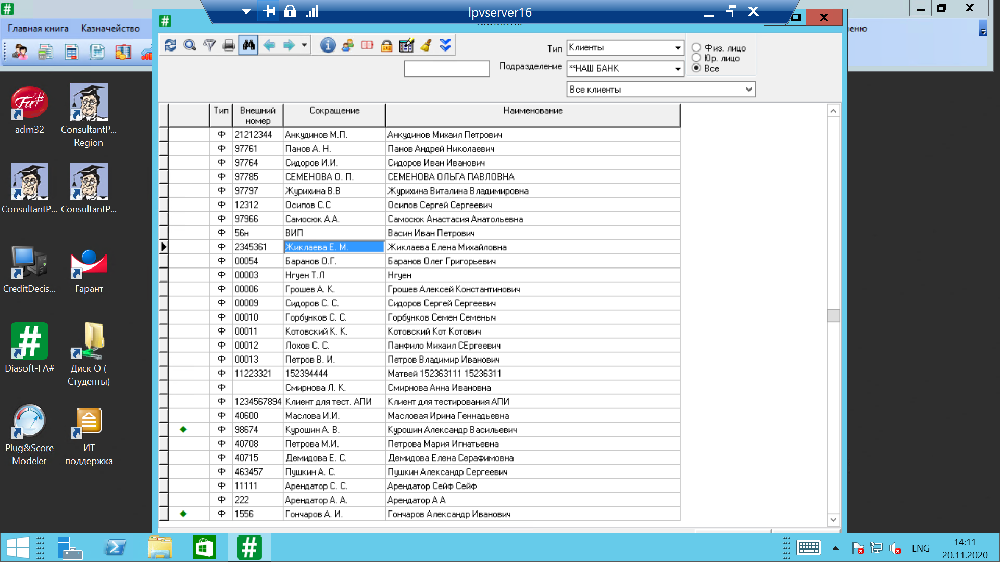 lpvserver16
Главная книга Казначейство
Тип Клиенты
Физ. лицо
Юр. лицо
Все
Подразделение **НАШ БАНК
Все клиенты
Тип Внешний номер Сокращение Наименование
Ф 21212344 Анкудинов М.П. Анкудинов Михаил Петрович
Ф 97761 Панов А. Н. Панов Андрей Николаевич
Ф 97764 Сидоров И.И. Сидоров Иван Иванович
Ф 97785 СЕМЕНОВА О. П. СЕМЕНОВА ОЛЬГА ПАВЛОВНА
Ф 97797 Журихина В.В Журихина Виталина Владимировна
Ф 12312 Осипов С.С Осипов Сергей Сергеевич
Ф 97966 Самосюк А.А. Самосюк Анастасия Анатольевна
Ф 56н ВИП Васин Иван Петрович
Ф 2345361 Жиклаева Е. М. Жиклаева Елена Михайловна
Ф 00054 Баранов О.Г. Баранов Олег Григорьевич
Ф 00003 Нгуен Т.Л Нгуен
Ф 00006 Грошев А. К. Грошев Алексей Константинович
Ф 00009 Сидоров С. С. Сидоров Сергей Сергеевич
Ф 00010 Горбунков С. С. Горбунков Семен Семеныч
Ф 00011 Котовский К. К. Котовский Кот Котович
Ф 00012 Лохов С. С. Панфило Михаил СЕргеевич
Ф 00013 Петров В. И. Петров Владимир Иванович
Ф 11223321 152394444 Матвей 152363111 15236311
Ф Смирнова Л. К. Смирнова Анна Ивановна
Ф 1234567894 Клиент для тест. АПИ Клиент для тестирования АПИ
Ф 40600 Маслова И.И. Масловая Ирина Геннадьевна
Ф 98674 Курошин А. В. Курошин Александр Васильевич
Ф 40708 Петрова М.И. Петрова Мария Игнатьевна
Ф 40715 Демидова Е. С. Демидова Елена Серафимовна
Ф 463457 Пушкин А. С. Пушкин Александр Сергеевич
Ф 11111 Арендатор С. С. Арендатор Сейф Сейф
Ф 222 Арендатор А. А. Арендатор А А
Ф 1556 Гончаров А. И. Гончаров Александр Иванович
adm32
ConsultantP...
Region
ConsultantP...
ConsultantP...
CreditDecis...
Гарант
Diasoft-FA#
Диск О (
Студенты)
Plug&Score
Modeler
ИТ
поддержка
ENG
14:11
20.11.2020